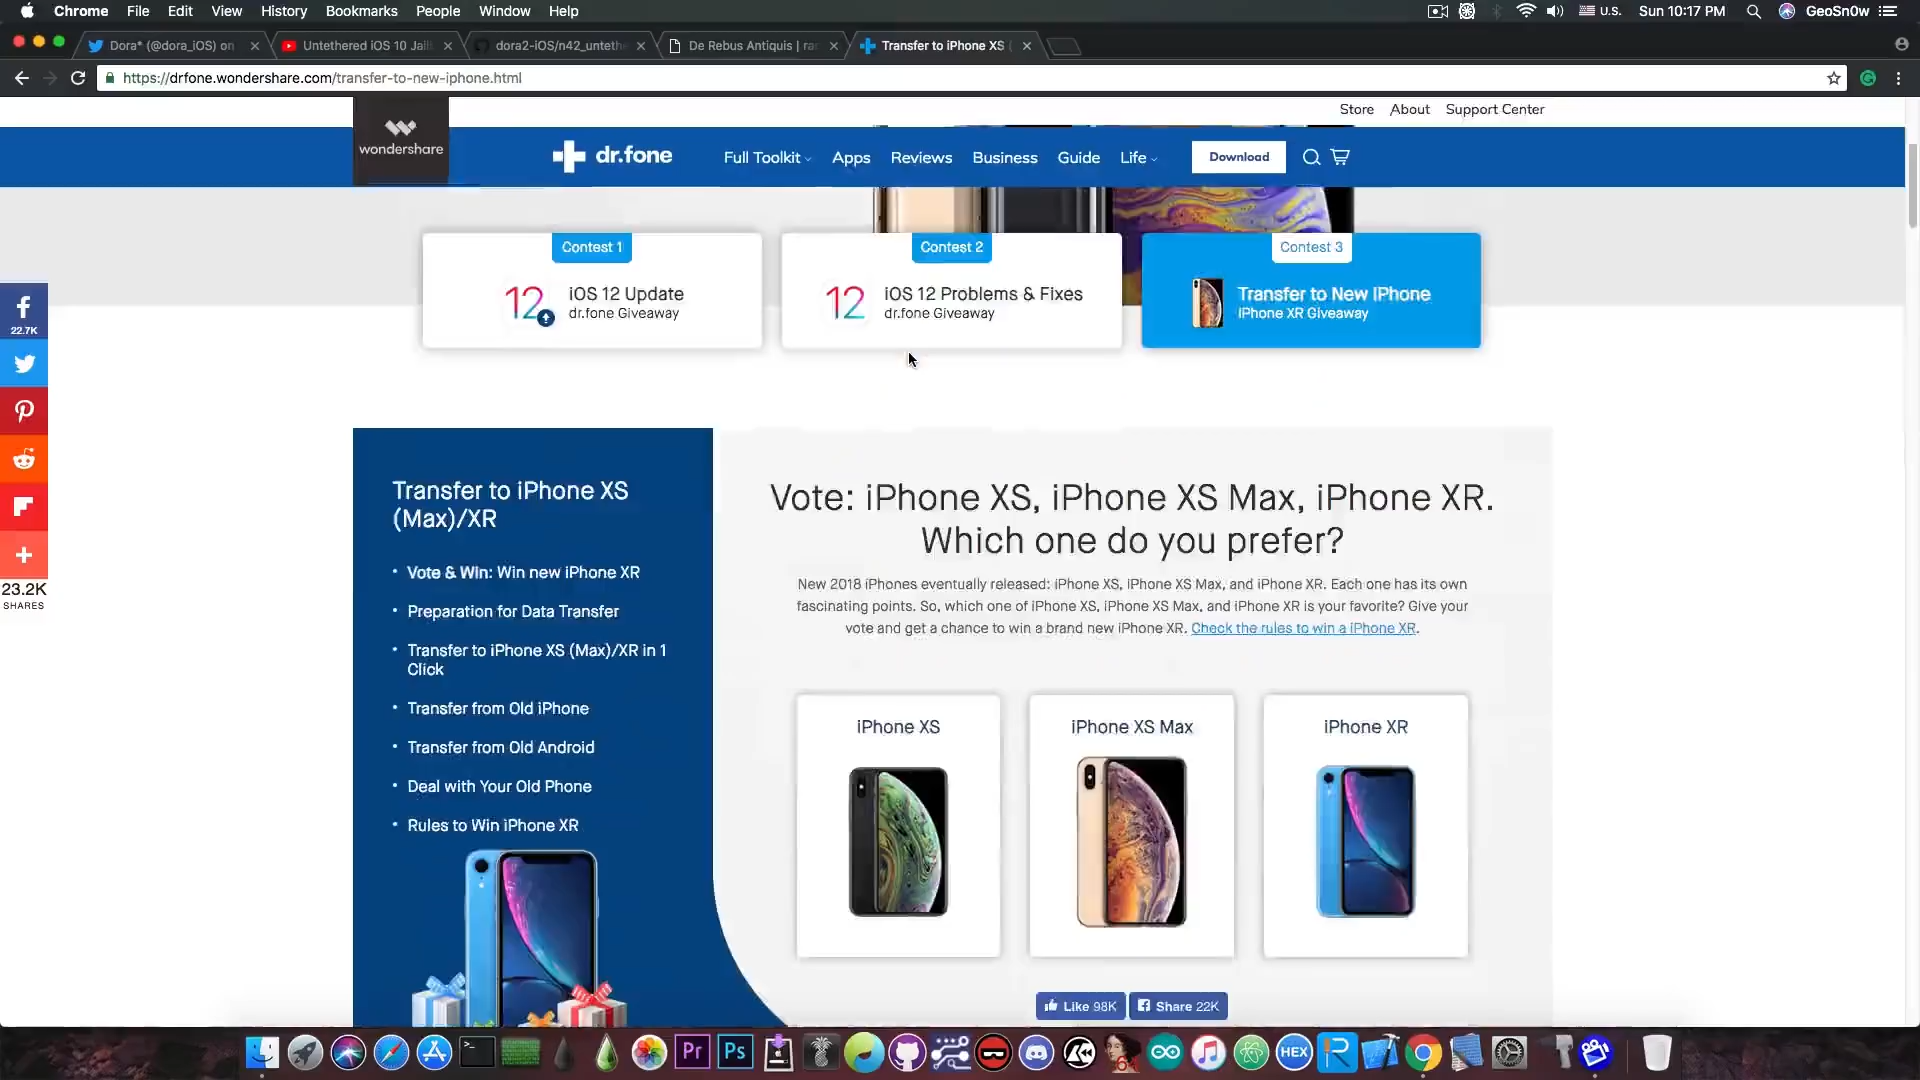 Chrome File Edit View History Bookmarks People Window Help
U.S. Sun 10:17 PM GeoSn0w
Dora* (@dora_iOS) on
Untethered iOS 10 Jail
dora2-iOS/n42_unteth
De Rebus Antiquis | ra
Transfer to iPhone XS (
https://drfone.wondershare.com/transfer-to-new-iphone.html
Store About Support Center
wondershare
dr.fone
Full Toolkit Apps Reviews Business Guide Life Download
Contest 1
iOS 12 Update
dr.fone Giveaway
12
Contest 2
iOS 12 Problems & Fixes
dr.fone Giveaway
12
Contest 3
Transfer to New iPhone
iPhone XR Giveaway
22.7K
23.2K
SHARES
Transfer to iPhone XS
(Max)/XR
• Vote & Win: Win new iPhone XR
• Preparation for Data Transfer
• Transfer to iPhone XS (Max)/XR in 1
Click
• Transfer from Old iPhone
• Transfer from Old Android
• Deal with Your Old Phone
• Rules to Win iPhone XR
Vote: iPhone XS, iPhone XS Max, iPhone XR.
Which one do you prefer?
New 2018 iPhones eventually released: iPhone XS, iPhone XS Max, and iPhone XR. Each one has its own
fascinating points. So, which one of iPhone XS, iPhone XS Max, and iPhone XR is your favorite? Give your
vote and get a chance to win a brand new iPhone XR. Check the rules to win a iPhone XR.
iPhone XS
iPhone XS Max
iPhone XR
Like 98K
Share 22K
Pr
Ps
HEX